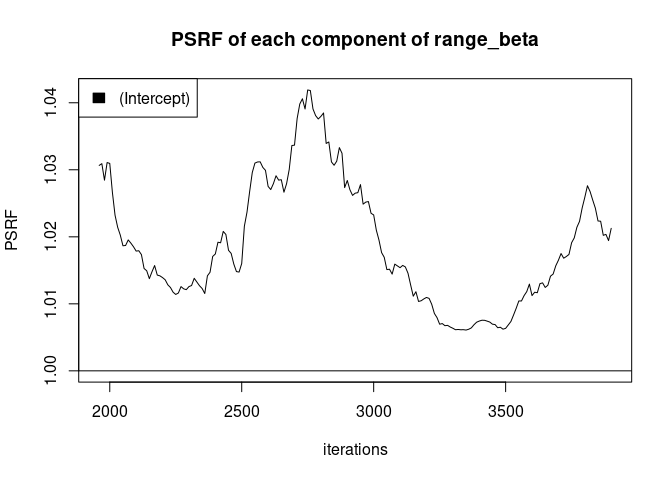 PSRF of each component of range_beta
(Intercept)
PSRF
1.04
1.03
1.02
1.01
1.00
2000 2500 3000 3500
iterations